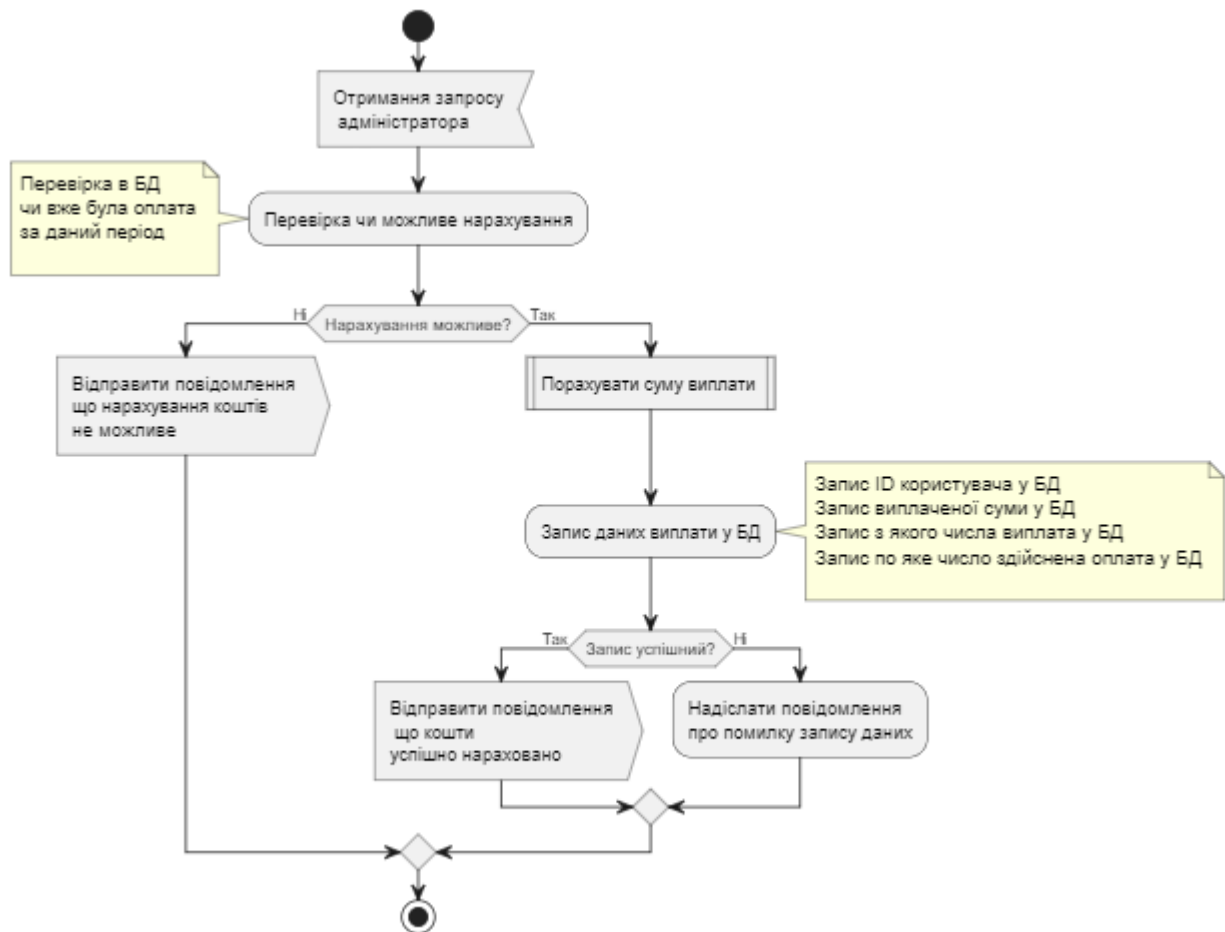 Отримання запросу
адміністратора
Перевірка в БД
чи вже була оплата
за даний період
Перевірка чи можливе нарахування
Ні
Нарахування можливе?
Так
Відправити повідомлення
що нарахування коштів
не можливе
Порахувати суму виплати
Запис даних виплати у БД
Запис ID користувача у БД
Запис виплаченої суми у БД
Запис з якого числа виплата у БД
Запис по яке число здійснена оплата у БД
Так
Запис успішний?
Ні
Відправити повідомлення
що кошти
успішно нараховано
Надіслати повідомлення
про помилку запису даних